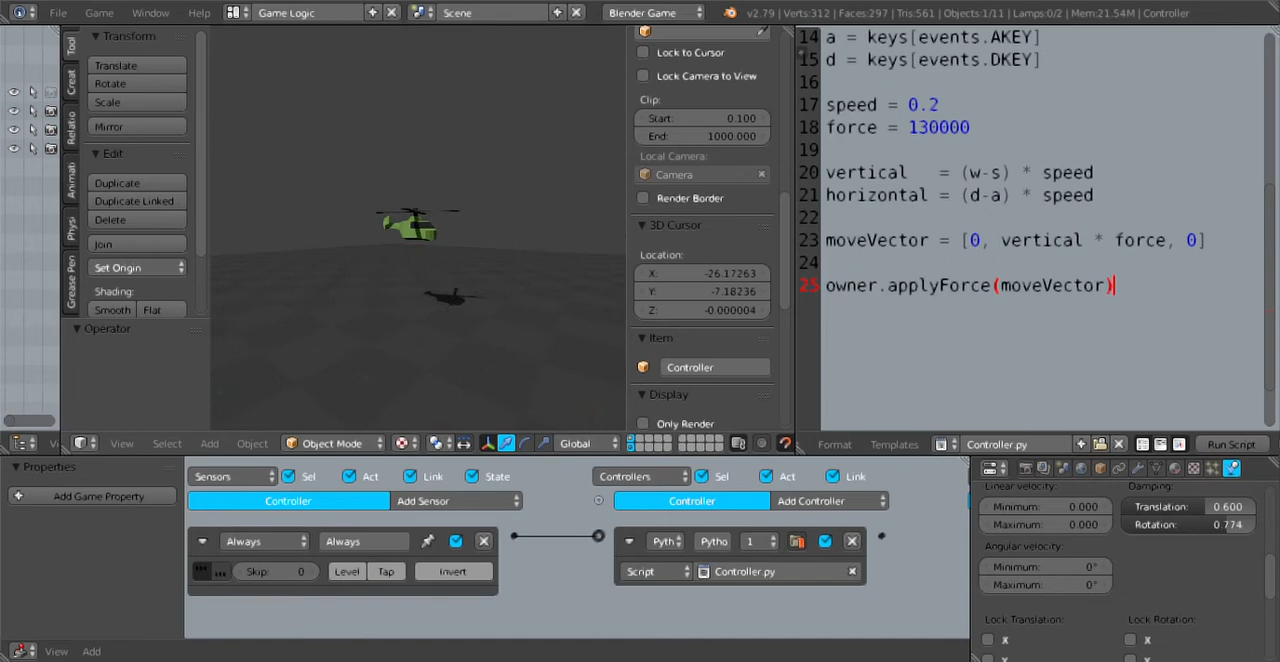 File Game Window Help Game Logic Scene Blender Game v2.79 | Verts:312 | Faces:297 | Tris:561 | Objects:1/11 | Lamps:0/2 | Mem:21.54M | Controller
Tool
Creat
Relatio
Animati
Physi
Grease Pen
Transform
Translate
Rotate
Scale
Mirror
Edit
Duplicate
Duplicate Linked
Delete
Join
Set Origin
Shading:
Smooth Flat
Operator
Lock to Cursor
Lock Camera to View
Clip:
Start: 0.100
End: 1000.000
Local Camera:
Camera
Render Border
3D Cursor
Location:
X: -26.17263
Y: -7.18236
Z: -0.000004
Item
Controller
Display
Only Render
14 a = keys[events.AKEY]
15 d = keys[events.DKEY]
16
17 speed = 0.2
18 force = 130000
19
20 vertical   = (w-s) * speed
21 horizontal = (d-a) * speed
22
23 moveVector = [0, vertical * force, 0]
24
25 owner.applyForce(moveVector)
Vi View Select Add Object Object Mode Global
Format Templates Controller.py Run Script
Properties
Add Game Property
Sensors Sel Act Link State
Controller Add Sensor
Always Always
Skip: 0 Level Tap Invert
Controllers Sel Act Link
Controller Add Controller
Pyth Pytho 1
Script Controller.py
Linear velocity:
Minimum: 0.000
Maximum: 0.000
Damping:
Translation: 0.600
Rotation: 0.774
Angular velocity:
Minimum: 0°
Maximum: 0°
Lock Translation: Lock Rotation:
X X
View Add